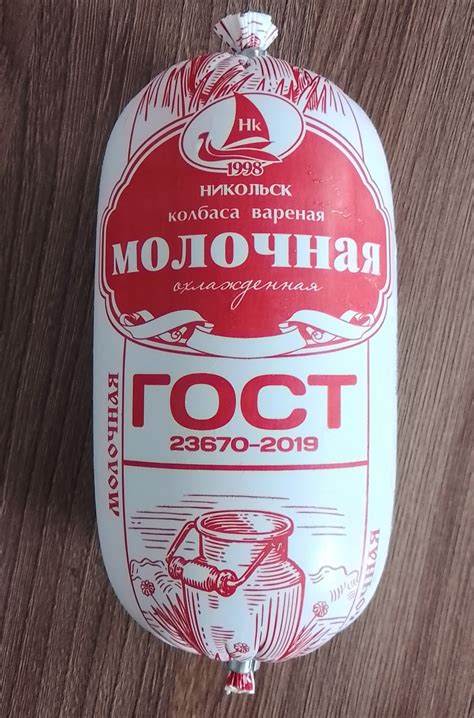 Нк
1998
НИКОЛЬСК
КОЛБАСА ВАРЕНАЯ
МОЛОЧНАЯ
охлажденная
ГОСТ
23670-2019
МОЛОЧНАЯ
МОЛОЧНАЯ